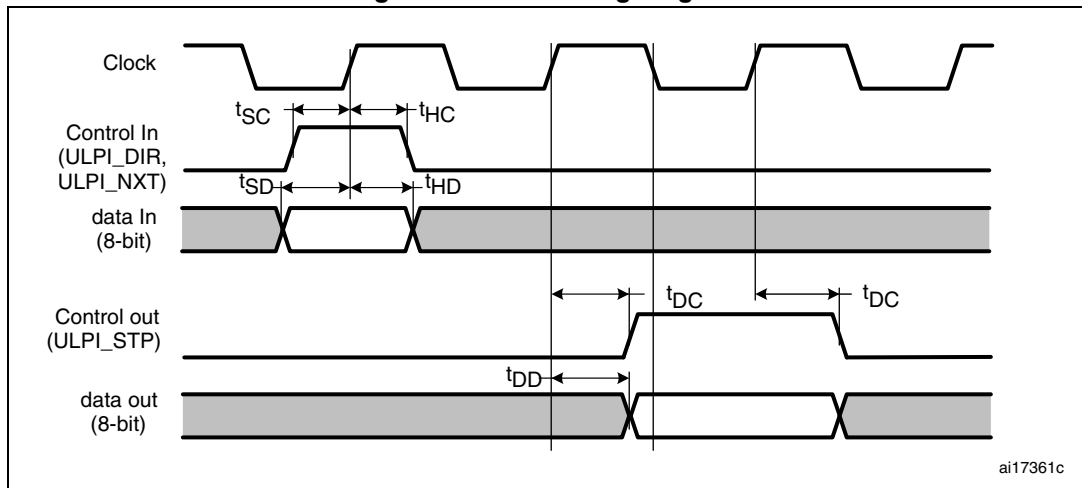 Clock
tSC
tHC
Control In
(ULPI_DIR,
ULPI_NXT)
tSD
tHD
data In
(8-bit)
tDC
tDC
Control out
(ULPI_STP)
tDD
data out
(8-bit)
ai17361c